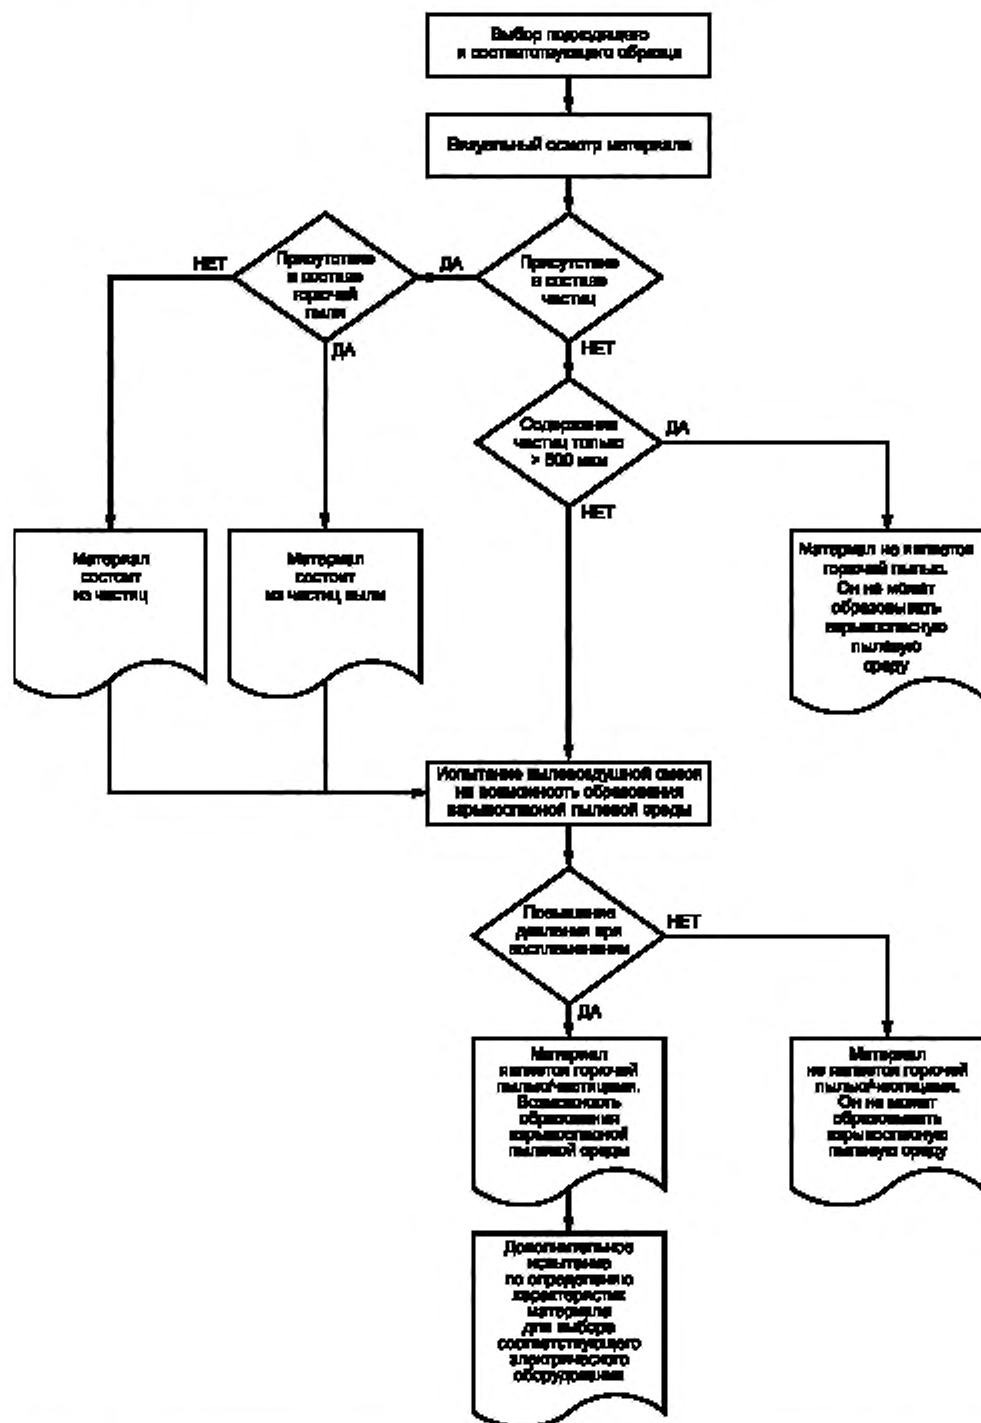 Выбор подходящего
и соответствующего образца
Визуальный осмотр материала
Присутствие
в составе
частиц
ДА
Присутствие
в составе
горючей
пыли
НЕТ
ДА
НЕТ
Содержание
частиц только
> 500 мкм
ДА
НЕТ
Материал
состоит
из частиц
Материал
состоит
из частиц пыли
Материал не является
горючей пылью.
Он не может
образовывать
взрывоопасную
пылевую
среду
Испытание пылевоздушной смеси
на возможность образования
взрывоопасной пылевой среды
Повышение
давления при
воспламенении
НЕТ
ДА
Материал
является горючей
пылью/частицами.
Возможность
образования
взрывоопасной
пылевой среды
Материал
не является горючей
пылью/частицами.
Он не может
образовывать
взрывоопасную
пылевую среду
Дополнительное
испытание
по определению
характеристик
материала
для выбора
соответствующего
электрического
оборудования